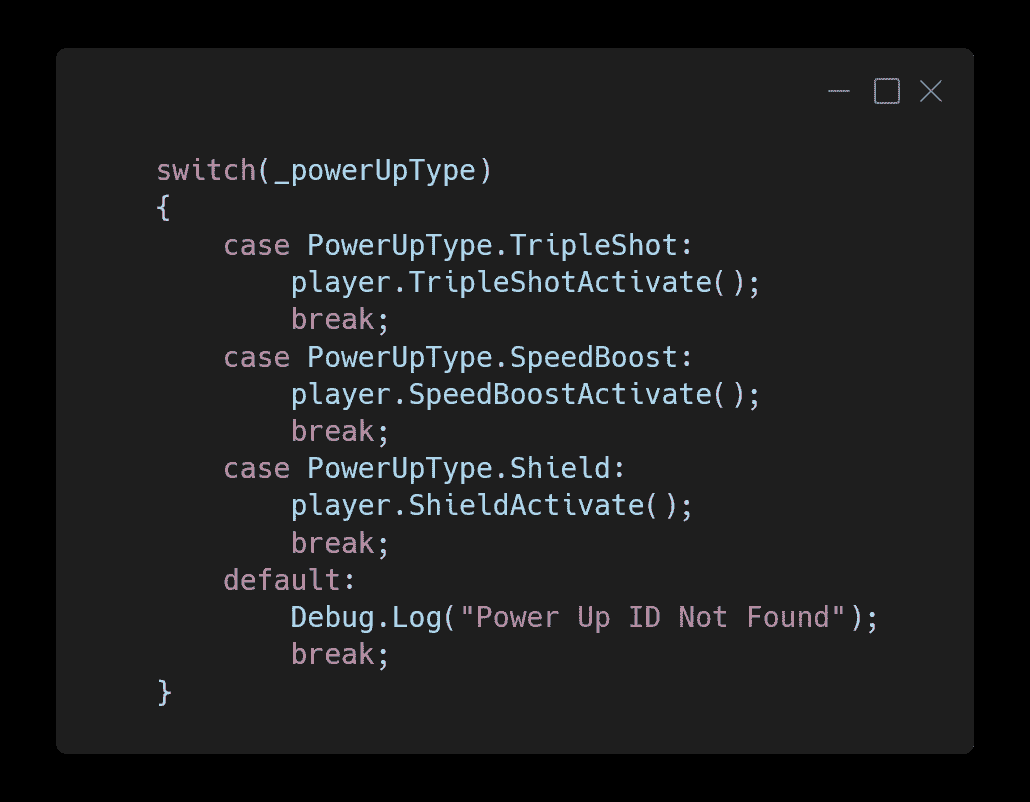 switch(_powerUpType)
{
    case PowerUpType.TripleShot:
        player.TripleShotActivate();
        break;
    case PowerUpType.SpeedBoost:
        player.SpeedBoostActivate();
        break;
    case PowerUpType.Shield:
        player.ShieldActivate();
        break;
    default:
        Debug.Log("Power Up ID Not Found");
        break;
}